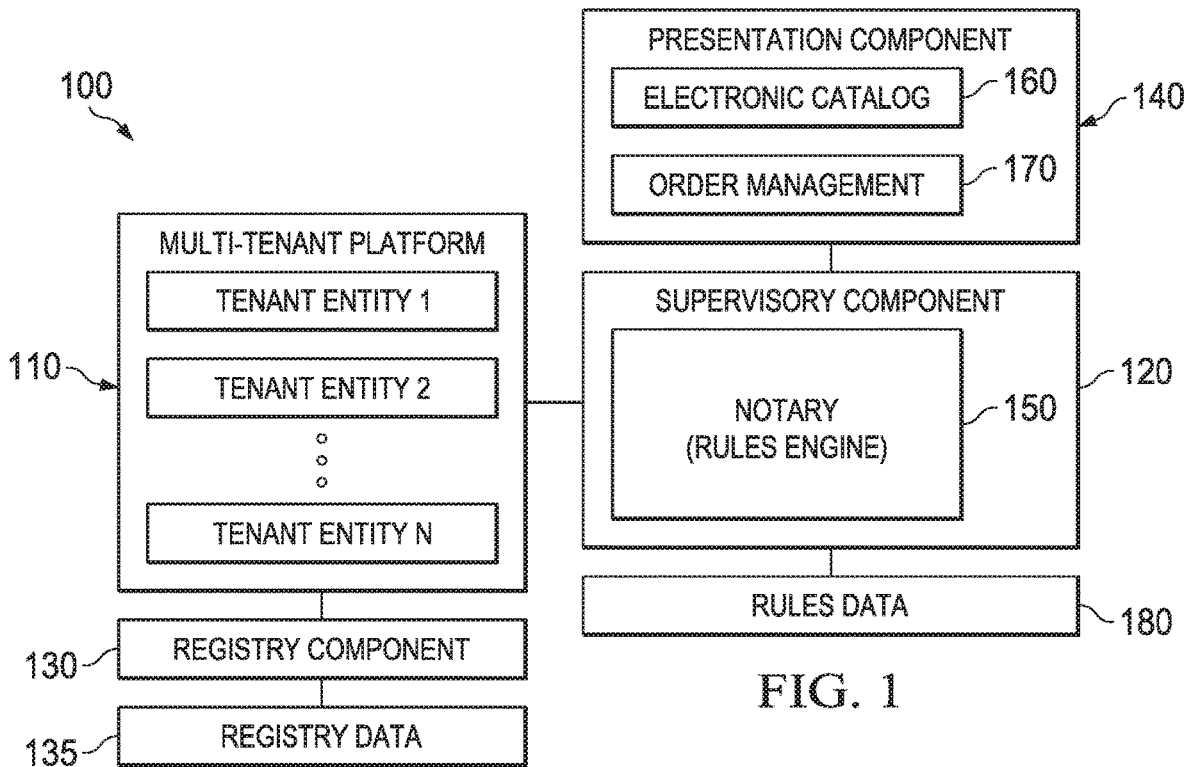 100
PRESENTATION COMPONENT
ELECTRONIC CATALOG
160
140
ORDER MANAGEMENT
170
MULTI-TENANT PLATFORM
TENANT ENTITY 1
110
TENANT ENTITY 2
TENANT ENTITY N
SUPERVISORY COMPONENT
120
NOTARY
(RULES ENGINE)
150
RULES DATA
180
REGISTRY COMPONENT
130
REGISTRY DATA
135
FIG. 1